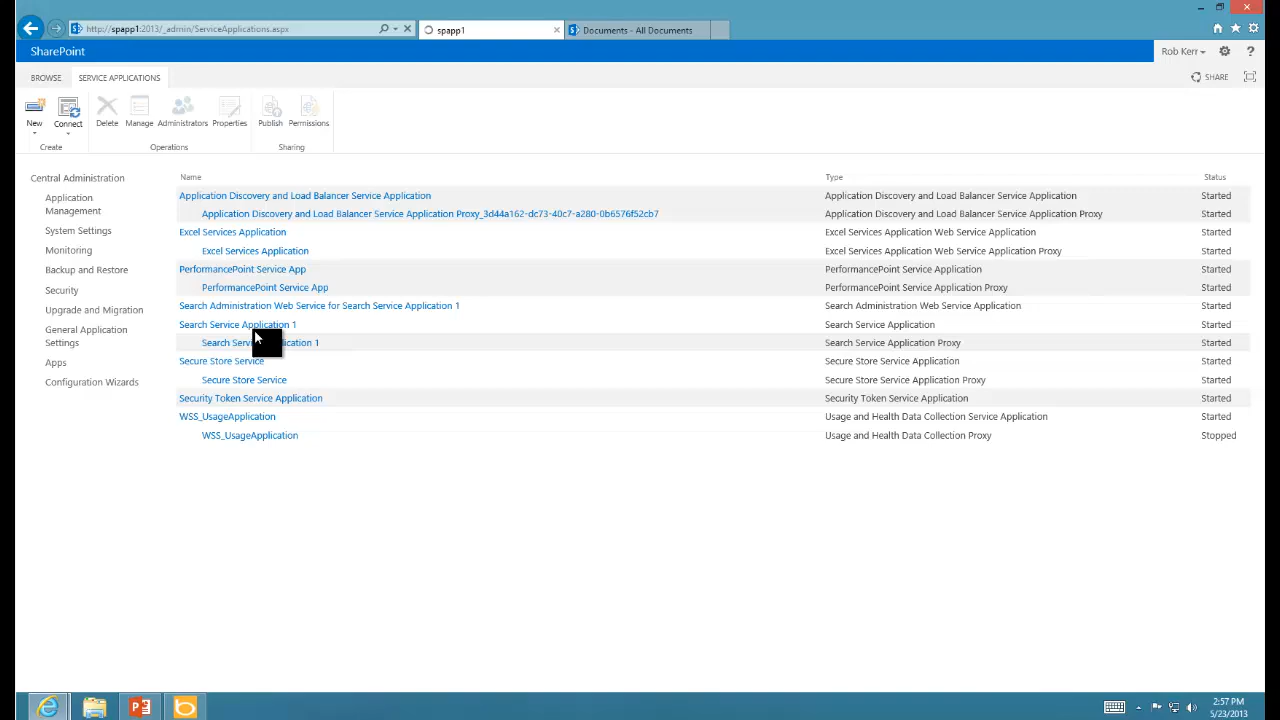 http://spapp1:2013/_admin/ServiceApplications.aspx
spapp1
Documents - All Documents
SharePoint
Rob Kerr
?
BROWSE
SERVICE APPLICATIONS
SHARE
New
Connect
Delete
Manage
Administrators
Properties
Publish
Permissions
Create
Operations
Sharing
Central Administration
Application
Management
System Settings
Monitoring
Backup and Restore
Security
Upgrade and Migration
General Application
Settings
Apps
Configuration Wizards
Name Type Status
Application Discovery and Load Balancer Service Application Application Discovery and Load Balancer Service Application Started
Application Discovery and Load Balancer Service Application Proxy_3d44a162-dc73-40c7-a280-0b6576f52cb7 Application Discovery and Load Balancer Service Application Proxy Started
Excel Services Application Excel Services Application Web Service Application Started
Excel Services Application Excel Services Application Web Service Application Proxy Started
PerformancePoint Service App PerformancePoint Service Application Started
PerformancePoint Service App PerformancePoint Service Application Proxy Started
Search Administration Web Service for Search Service Application 1 Search Administration Web Service Application Started
Search Service Application 1 Search Service Application Started
Search 1 Search Service Application Proxy Started
Secure Store Service Secure Store Service Application Started
Secure Store Service Secure Store Service Application Proxy Started
Security Token Service Application Security Token Service Application Started
WSS_UsageApplication Usage and Health Data Collection Service Application Started
WSS_UsageApplication Usage and Health Data Collection Proxy Stopped
2:57 PM
5/23/2013